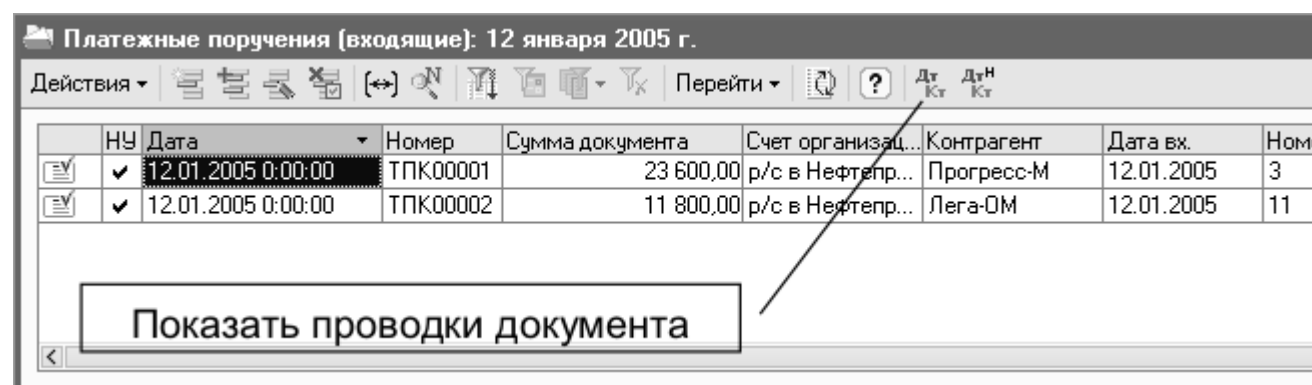 Платежные поручения (входящие): 12 января 2005 г.
Действия Перейти ? Дт Кт Дт Н Кт
НУ Дата Номер Сумма документа Счет организац... Контрагент Дата вх. Ном
12.01.2005 0:00:00 ТПК00001 23 600,00 р/с в Нефтепр... Прогресс-М 12.01.2005 3
12.01.2005 0:00:00 ТПК00002 11 800,00 р/с в Нефтепр... Лега-ОМ 12.01.2005 11
Показать проводки документа